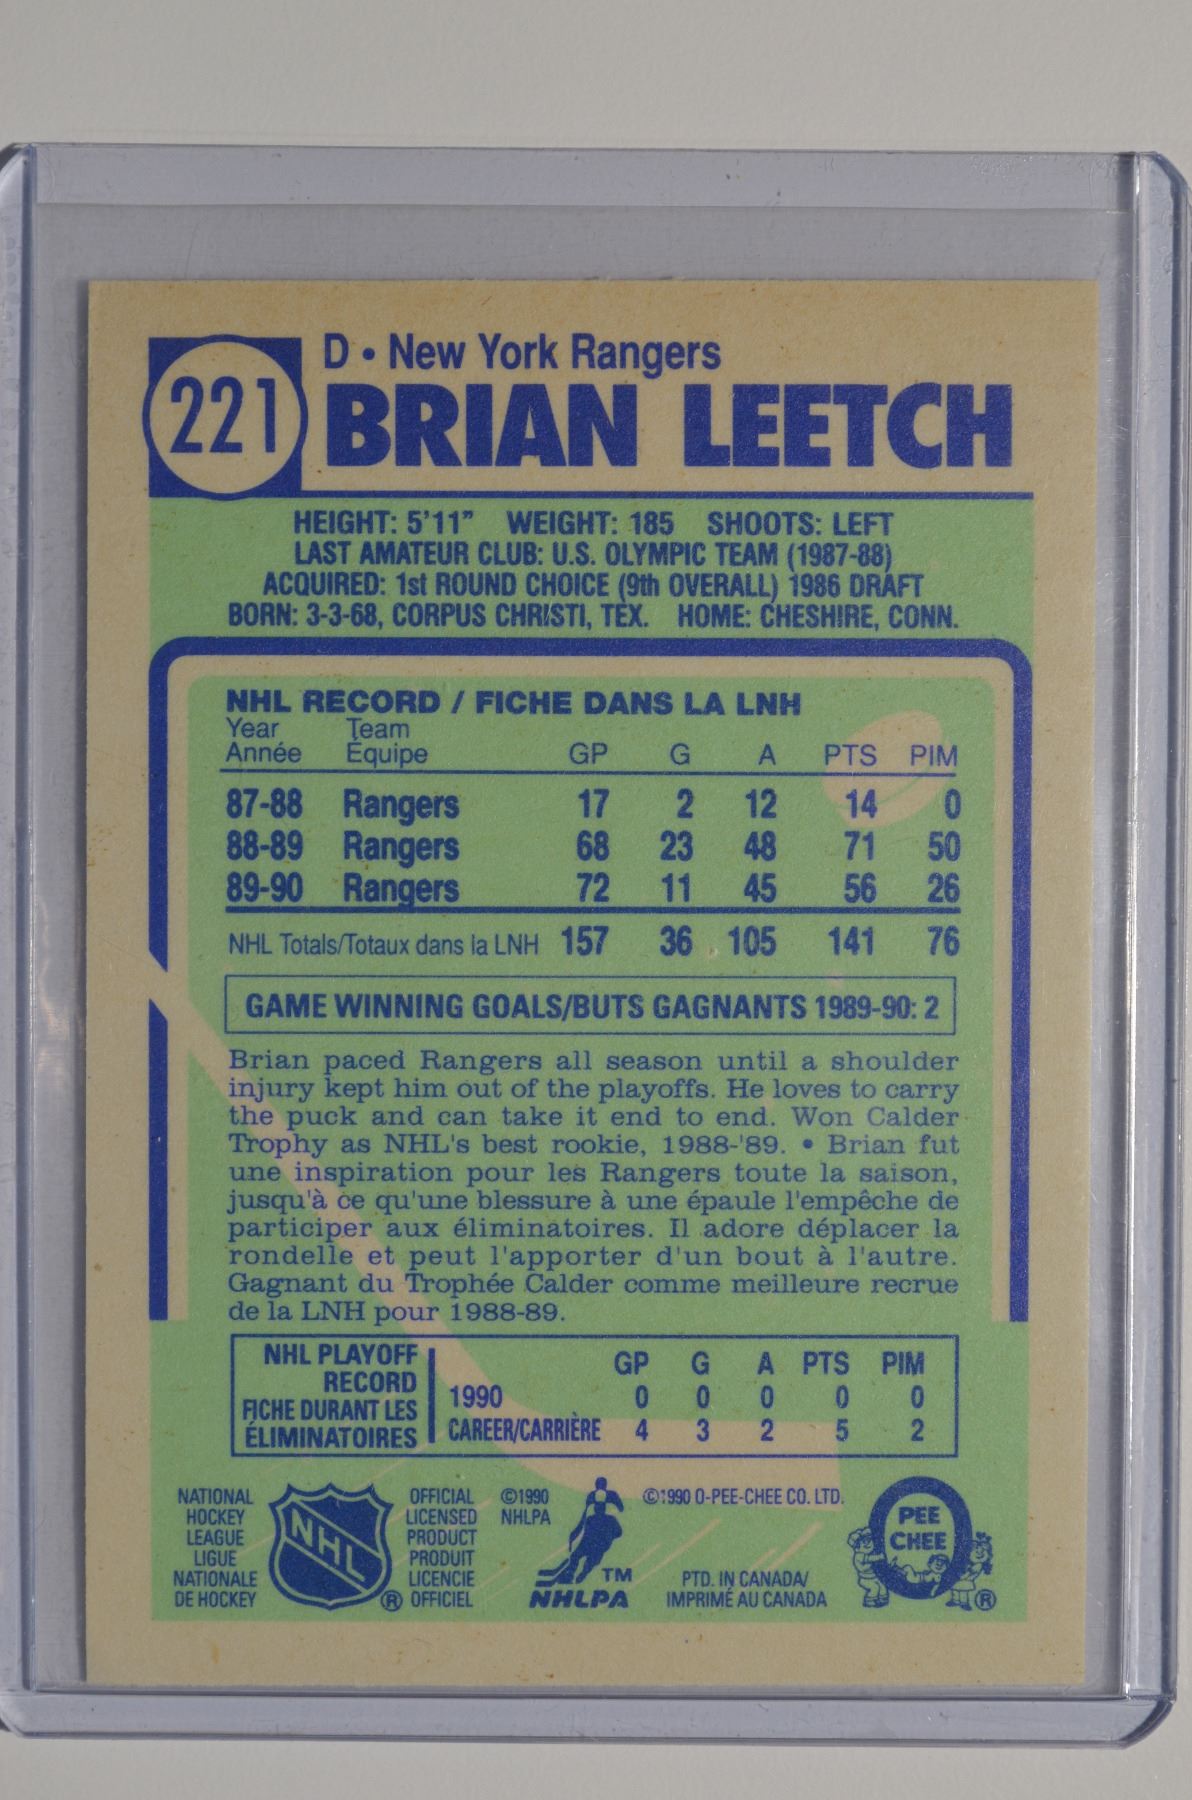 221
D • New York Rangers
BRIAN LEETCH
HEIGHT: 5'11" WEIGHT: 185 SHOOTS: LEFT
LAST AMATEUR CLUB: U.S. OLYMPIC TEAM (1987-88)
ACQUIRED: 1st ROUND CHOICE (9th OVERALL) 1986 DRAFT
BORN: 3-3-68, CORPUS CHRISTI, TEX. HOME: CHESHIRE, CONN.
NHL RECORD / FICHE DANS LA LNH
Year Team
Année Équipe GP G A PTS PIM
87-88 Rangers 17 2 12 14 0
88-89 Rangers 68 23 48 71 50
89-90 Rangers 72 11 45 56 26
NHL Totals/Totaux dans la LNH 157 36 105 141 76
GAME WINNING GOALS/BUTS GAGNANTS 1989-90: 2
Brian paced Rangers all season until a shoulder
injury kept him out of the playoffs. He loves to carry
the puck and can take it end to end. Won Calder
Trophy as NHL's best rookie, 1988-'89. • Brian fut
une inspiration pour les Rangers toute la saison,
jusqu'à ce qu'une blessure à une épaule l'empêche de
participer aux éliminatoires. Il adore déplacer la
rondelle et peut l'apporter d'un bout à l'autre.
Gagnant du Trophée Calder comme meilleure recrue
de la LNH pour 1988-89.
NHL PLAYOFF
RECORD
FICHE DURANT LES
ÉLIMINATOIRES
GP G A PTS PIM
1990 0 0 0 0 0
CAREER/CARRIÈRE 4 3 2 5 2
NATIONAL
HOCKEY
LEAGUE
LIGUE
NATIONALE
DE HOCKEY
NHL
®
OFFICIAL
LICENSED
PRODUCT
PRODUIT
LICENCIE
OFFICIEL
©1990
NHLPA
TM
NHLPA
©1990 O-PEE-CHEE CO. LTD.
PTD. IN CANADA/
IMPRIMÉ AU CANADA
O
PEE
CHEE
®